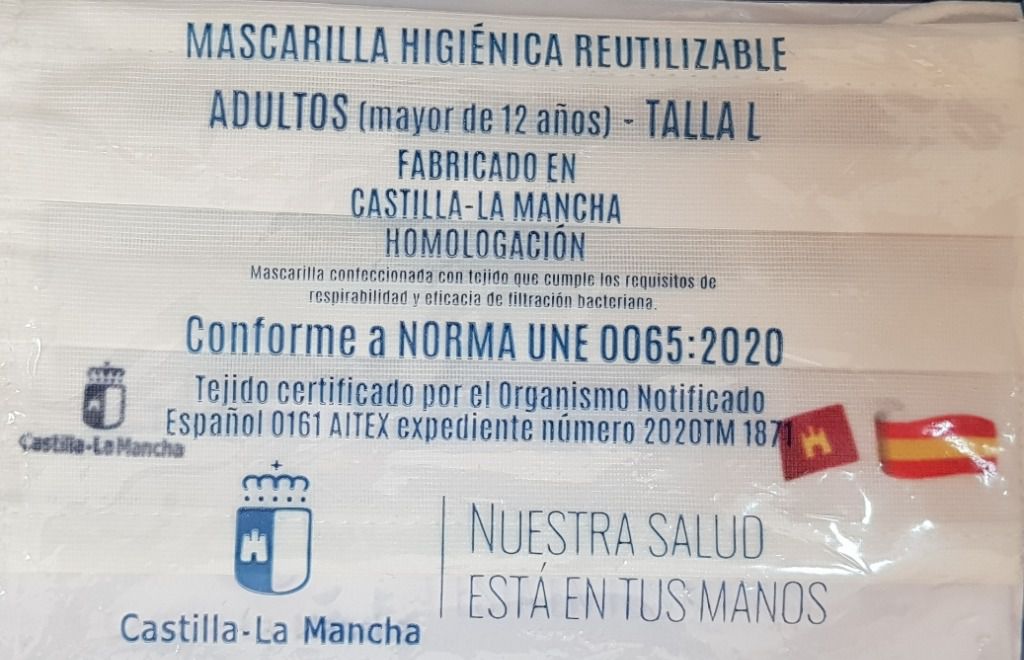 MASCARILLA HIGIÉNICA REUTILIZABLE
ADULTOS (mayor de 12 años) - TALLA L
FABRICADO EN
CASTILLA-LA MANCHA
HOMOLOGACIÓN
Mascarilla confeccionada con tejido que cumple los requisitos de
respirabilidad y eficacia de filtración bacteriana.
Conforme a NORMA UNE 0065:2020
Tejido certificado por el Organismo Notificado
Español 0161 AITEX expediente número 2020TM 1871
Castilla-La Mancha
NUESTRA SALUD
ESTÁ EN TUS MANOS
Castilla-La Mancha